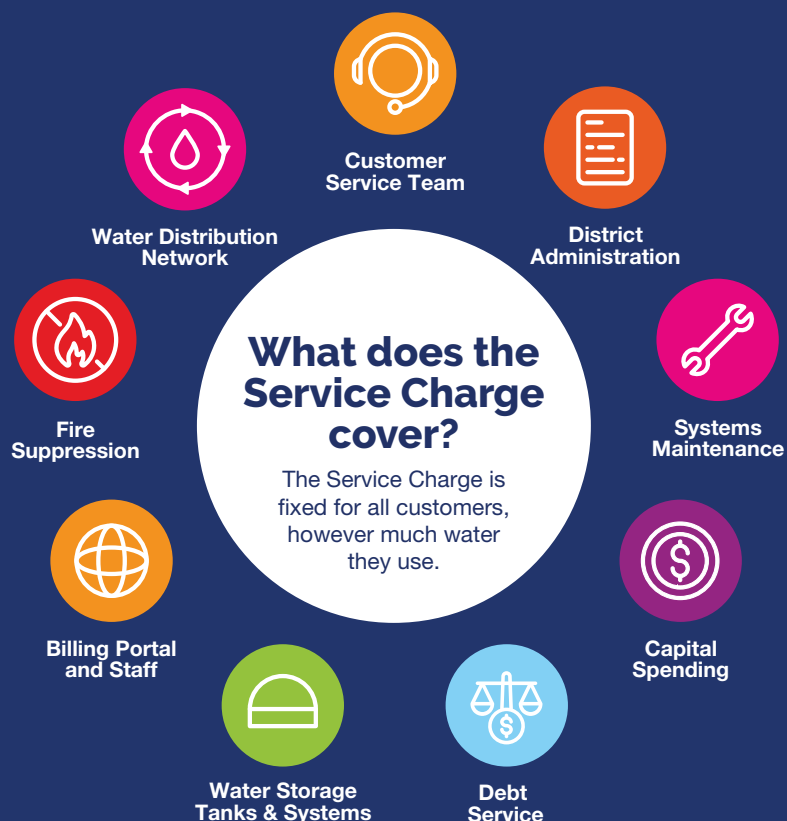 Customer
Service Team
District
Administration
Systems
Maintenance
Capital
Spending
Debt
Service
Water Storage
Tanks & Systems
Billing Portal
and Staff
Fire
Suppression
Water Distribution
Network
What does the
Service Charge
cover?
The Service Charge is
fixed for all customers,
however much water
they use.
$
$